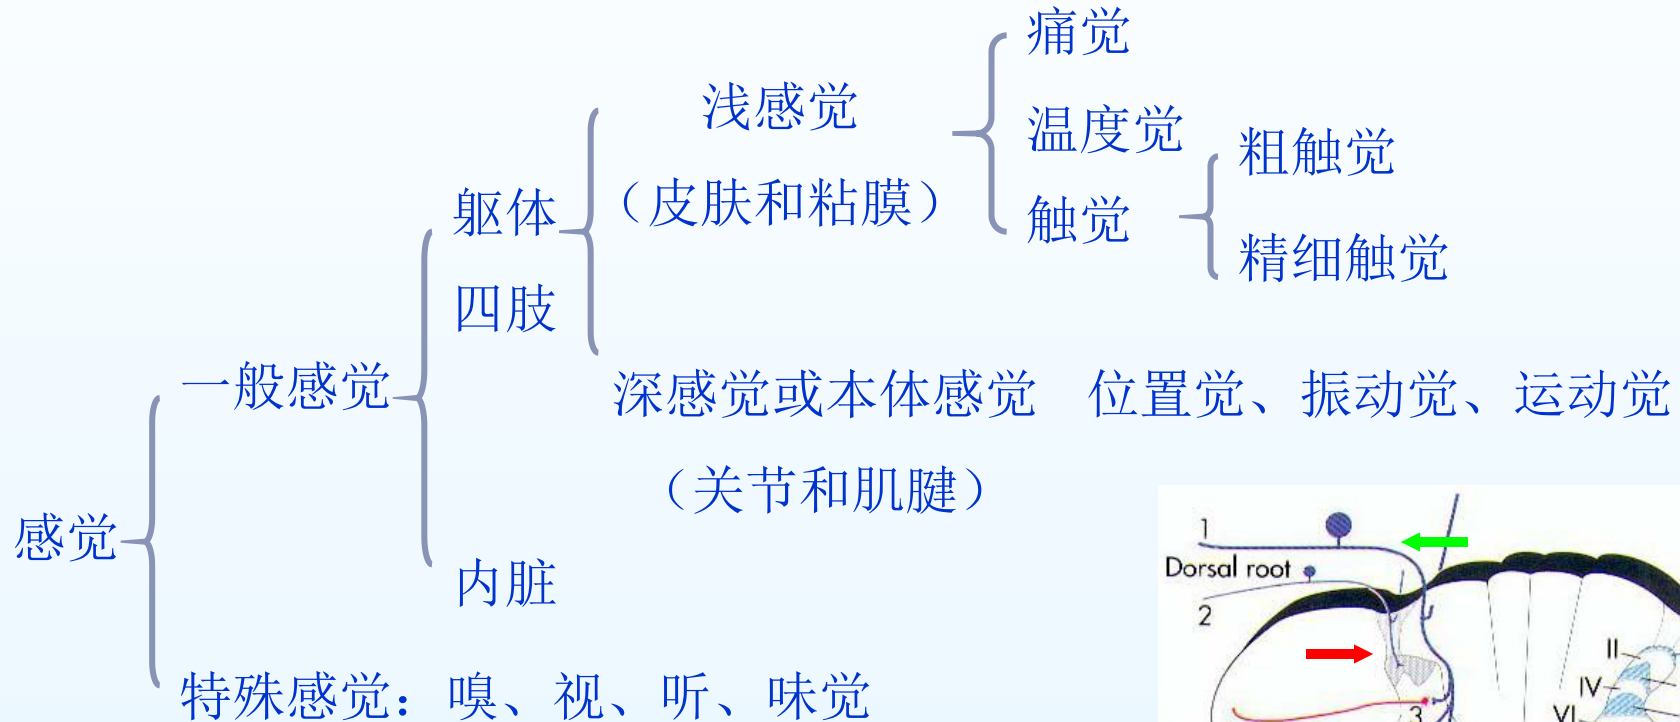 痛觉
浅感觉
温度觉
粗触觉
躯体
（皮肤和粘膜）
触觉
精细触觉
四肢
一般感觉
深感觉或本体感觉 位置觉、振动觉、运动觉
（关节和肌腱）
感觉
内脏
特殊感觉：嗅、视、听、味觉
1
Dorsal root
2
II
IV
VI
3